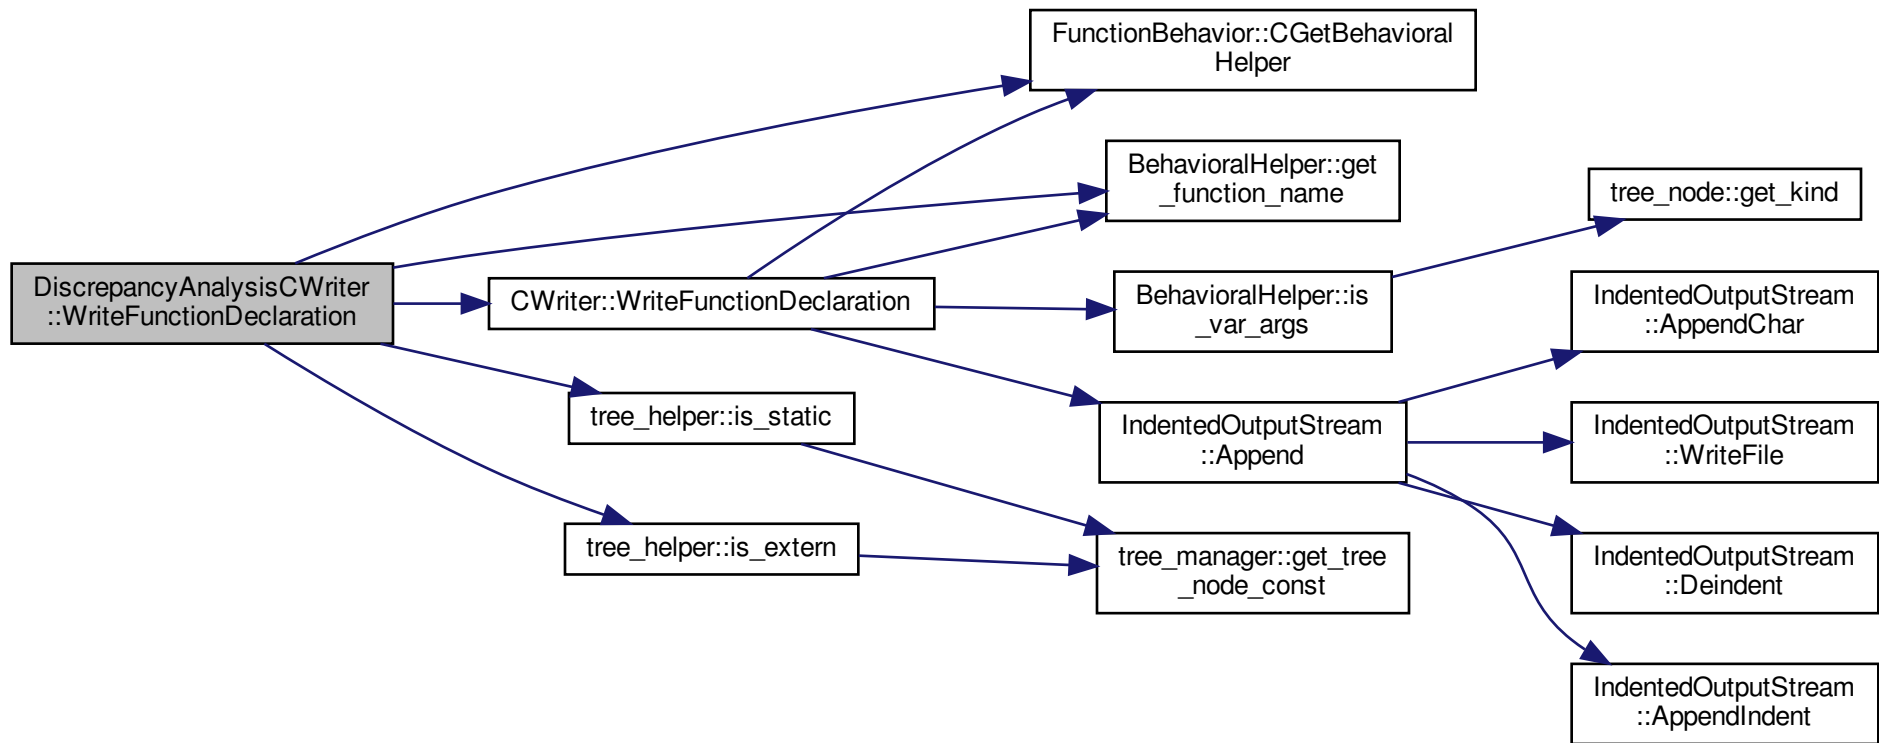 DiscrepancyAnalysisCWriter
::WriteFunctionDeclaration
FunctionBehavior::CGetBehavioral
Helper
BehavioralHelper::get
_function_name
CWriter::WriteFunctionDeclaration
tree_helper::is_static
tree_helper::is_extern
BehavioralHelper::is
_var_args
IndentedOutputStream
::Append
tree_manager::get_tree
_node_const
tree_node::get_kind
IndentedOutputStream
::AppendChar
IndentedOutputStream
::WriteFile
IndentedOutputStream
::Deindent
IndentedOutputStream
::AppendIndent